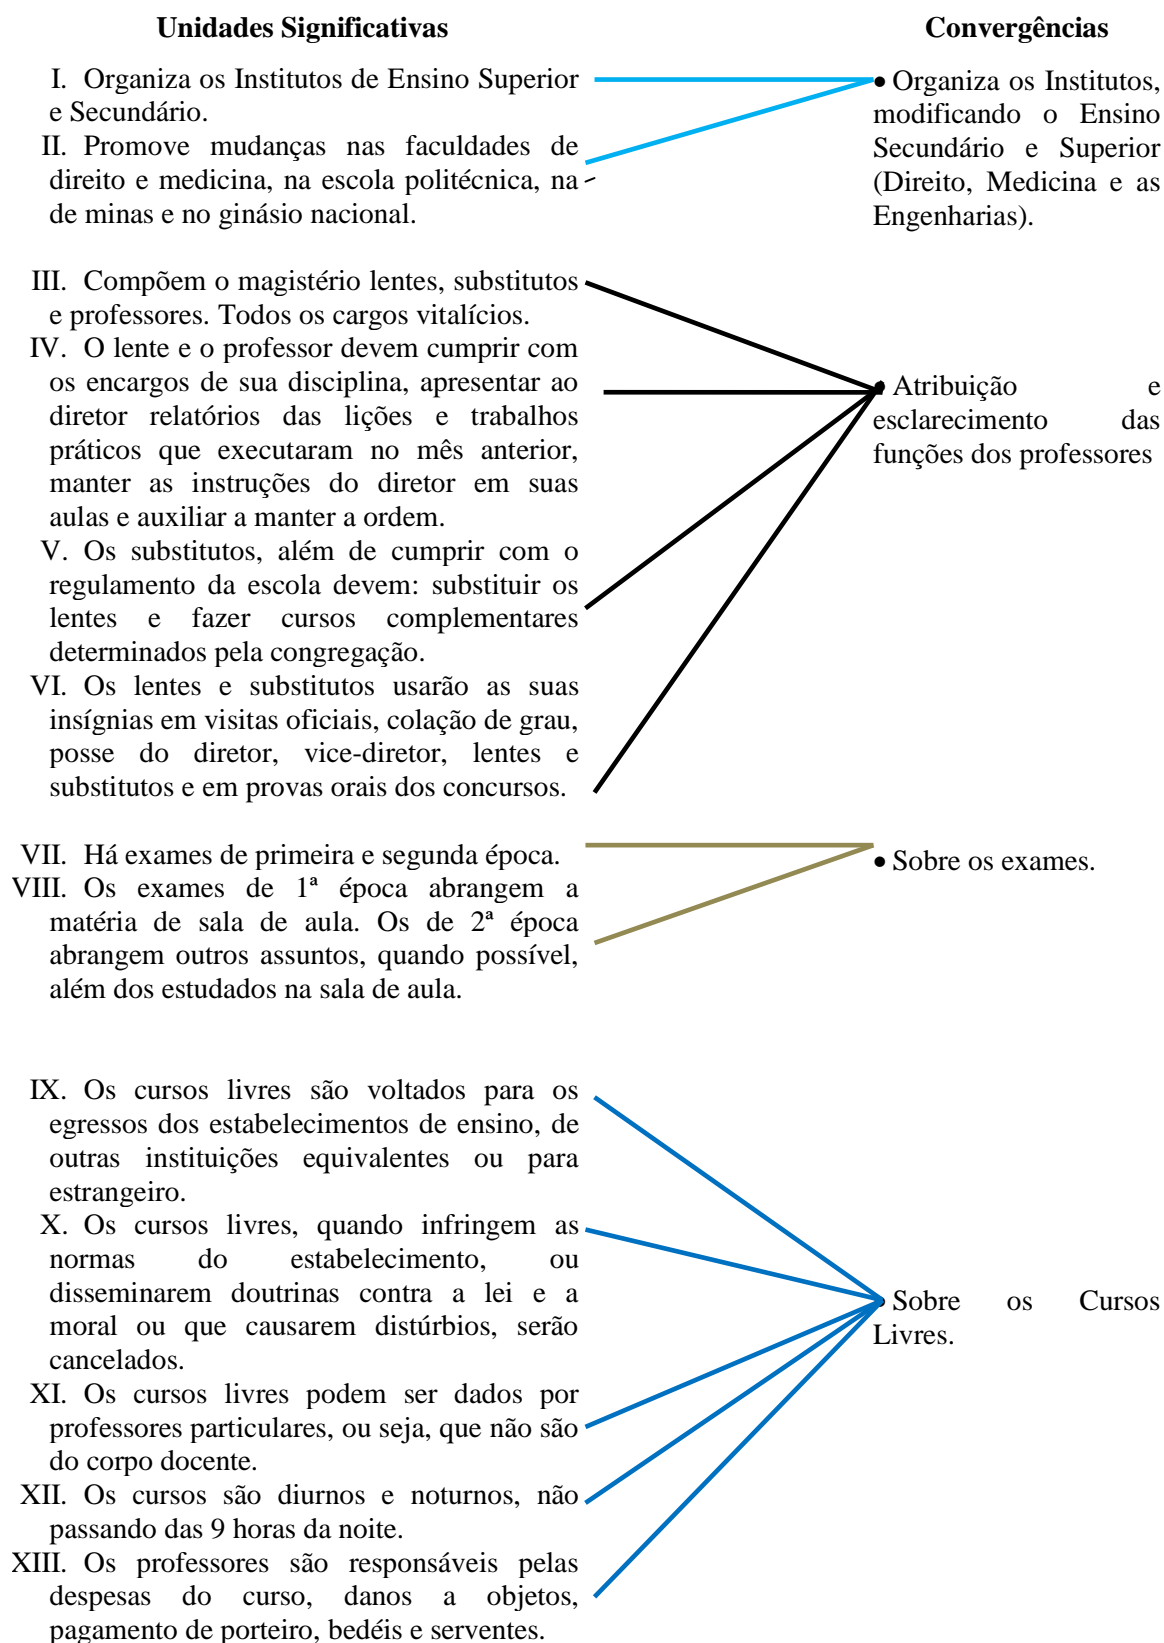 Unidades Significativas
Convergências
I. Organiza os Institutos de Ensino Superior
e Secundário.
II. Promove mudanças nas faculdades de
direito e medicina, na escola politécnica, na
de minas e no ginásio nacional.
• Organiza os Institutos,
modificando o Ensino
Secundário e Superior
(Direito, Medicina e as
Engenharias).
III. Compõem o magistério lentes, substitutos
e professores. Todos os cargos vitalícios.
IV. O lente e o professor devem cumprir com
os encargos de sua disciplina, apresentar ao
diretor relatórios das lições e trabalhos
práticos que executaram no mês anterior,
manter as instruções do diretor em suas
aulas e auxiliar a manter a ordem.
V. Os substitutos, além de cumprir com o
regulamento da escola devem: substituir os
lentes e fazer cursos complementares
determinados pela congregação.
VI. Os lentes e substitutos usarão as suas
insígnias em visitas oficiais, colação de grau,
posse do diretor, vice-diretor, lentes e
substitutos e em provas orais dos concursos.
• Atribuição e
esclarecimento das
funções dos professores
VII. Há exames de primeira e segunda época.
VIII. Os exames de 1ª época abrangem a
matéria de sala de aula. Os de 2ª época
abrangem outros assuntos, quando possível,
além dos estudados na sala de aula.
• Sobre os exames.
IX. Os cursos livres são voltados para os
egressos dos estabelecimentos de ensino, de
outras instituições equivalentes ou para
estrangeiro.
X. Os cursos livres, quando infringem as
normas do estabelecimento, ou
disseminarem doutrinas contra a lei e a
moral ou que causarem distúrbios, serão
cancelados.
XI. Os cursos livres podem ser dados por
professores particulares, ou seja, que não são
do corpo docente.
XII. Os cursos são diurnos e noturnos, não
passando das 9 horas da noite.
XIII. Os professores são responsáveis pelas
despesas do curso, danos a objetos,
pagamento de porteiro, bedéis e serventes.
• Sobre os Cursos
Livres.